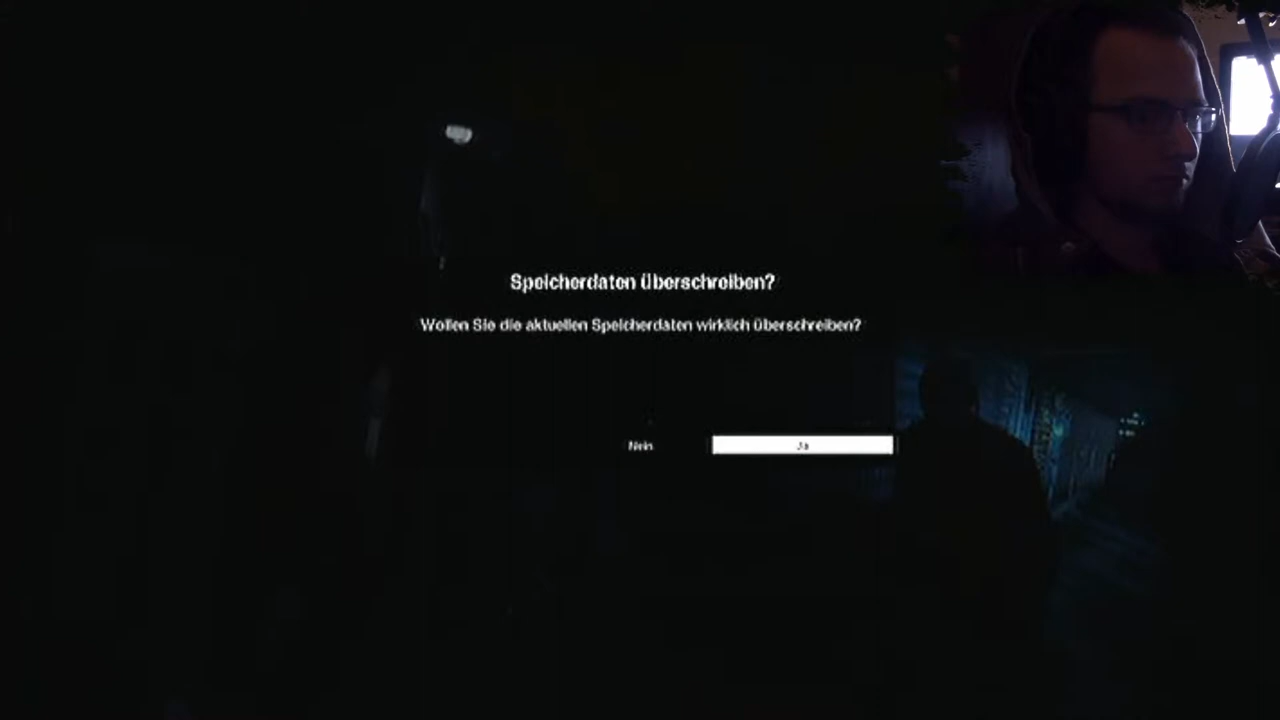 Speicherdaten überschreiben?
Wollen Sie die aktuellen Speicherdaten wirklich überschreiben?
Nein
Ja